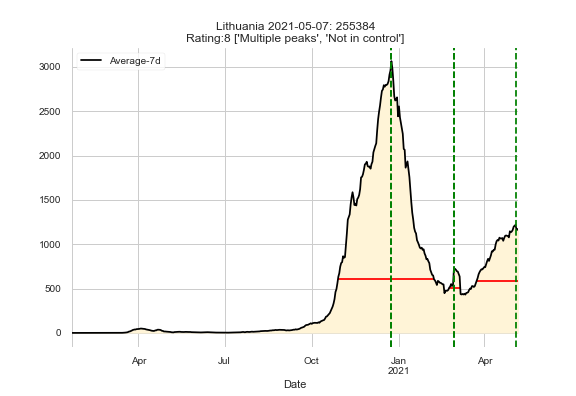 Lithuania 2021-05-07: 255384
Rating:8 ['Multiple peaks', 'Not in control']
Average-7d
3000
2500
2000
1500
1000
500
0
Apr
Jul
Oct
Jan
2021
Apr
Date